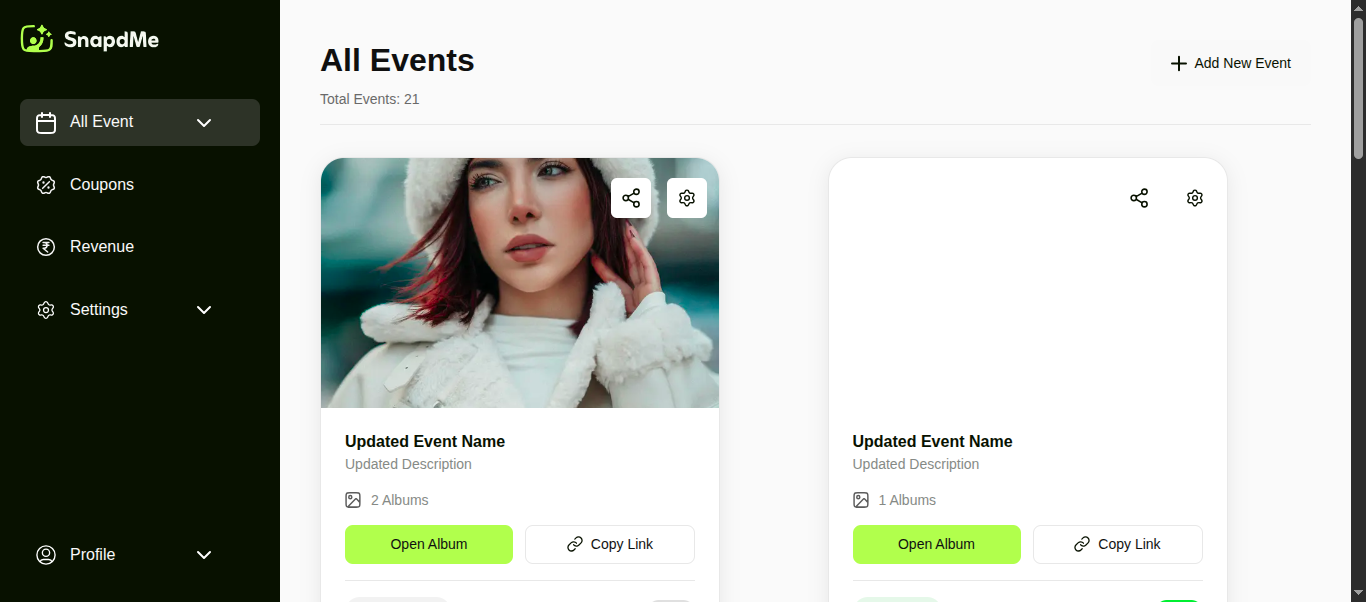 SnapdMe
All Event
Coupons
Revenue
Settings
Profile
All Events
Total Events: 21
Add New Event
Updated Event Name
Updated Description
2 Albums
Open Album
Copy Link
Updated Event Name
Updated Description
1 Albums
Open Album
Copy Link